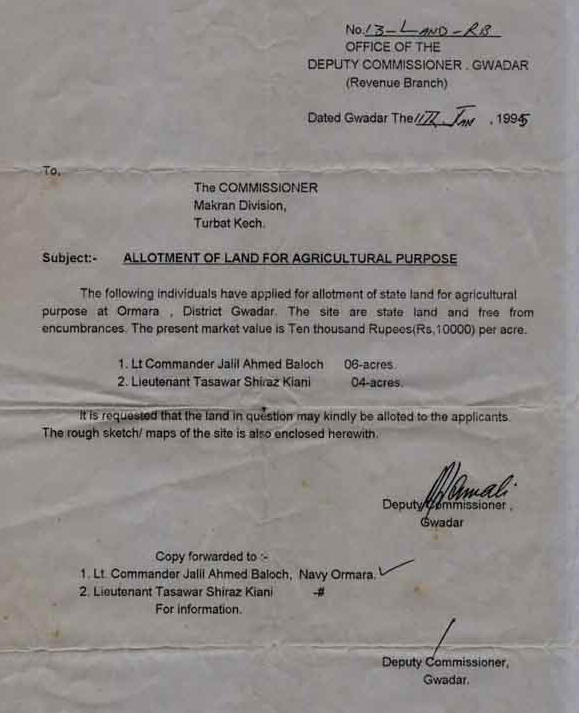 No. 13-LAND-RB
OFFICE OF THE
DEPUTY COMMISSIONER . GWADAR
(Revenue Branch)
Dated Gwadar The 11th Jan , 1995
To,
The COMMISSIONER
Makran Division,
Turbat Kech.
Subject:- ALLOTMENT OF LAND FOR AGRICULTURAL PURPOSE
The following individuals have applied for allotment of state land for agricultural
purpose at Ormara , District Gwadar. The site are state land and free from
encumbrances. The present market value is Ten thousand Rupees(Rs,10000) per acre.
1. Lt Commander Jalil Ahmed Baloch 06-acres.
2. Lieutenant Tasawar Shiraz Kiani 04-acres.
It is requested that the land in question may kindly be alloted to the applicants.
The rough sketch/ maps of the site is also enclosed herewith.
Deputy Commissioner ,
Gwadar
Copy forwarded to :-
1. Lt. Commander Jalil Ahmed Baloch, Navy Ormara.
2. Lieutenant Tasawar Shiraz Kiani -#
For information.
Deputy Commissioner,
Gwadar.